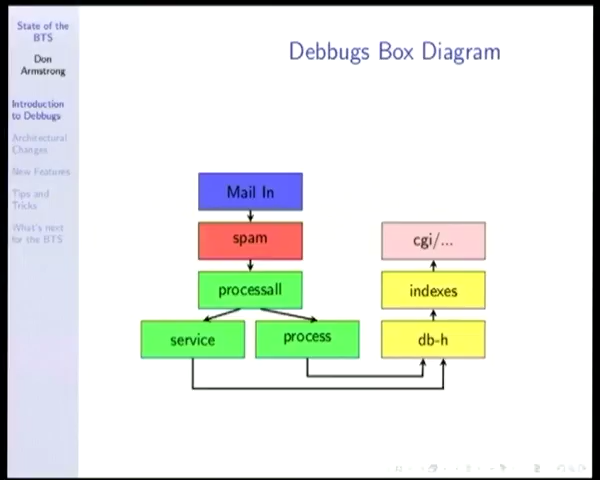 State of the
BTS
Don
Armstrong
Introduction
to Debbugs
Architectural
Changes
New Features
Tips and
Tricks
What's next
for the BTS
Debbugs Box Diagram
Mail In
spam
processall
service
process
cgi/...
indexes
db-h